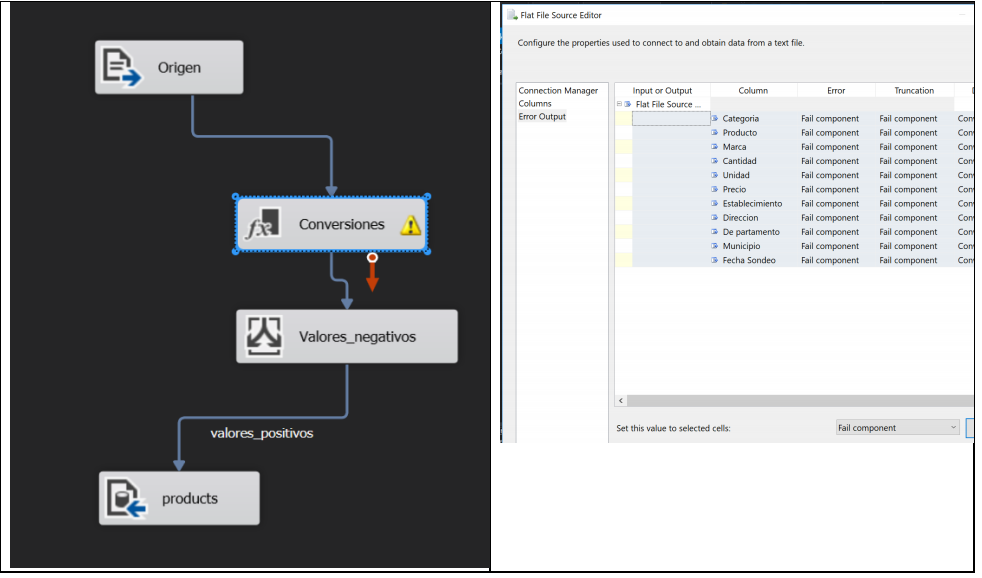 Origen
Conversiones
Valores_negativos
valores_positivos
products
Flat File Source Editor
Configure the properties used to connect to and obtain data from a text file.
Connection Manager
Columns
Error Output
Input or Output Column Error Truncation D
Flat File Source ...
Categoria Fail component Fail component Con
Producto Fail component Fail component Con
Marca Fail component Fail component Con
Cantidad Fail component Fail component Con
Unidad Fail component Fail component Con
Precio Fail component Fail component Con
Establecimiento Fail component Fail component Con
Direccion Fail component Fail component Con
De partamento Fail component Fail component Con
Municipio Fail component Fail component Con
Fecha Sondeo Fail component Fail component Con
Set this value to selected cells: Fail component